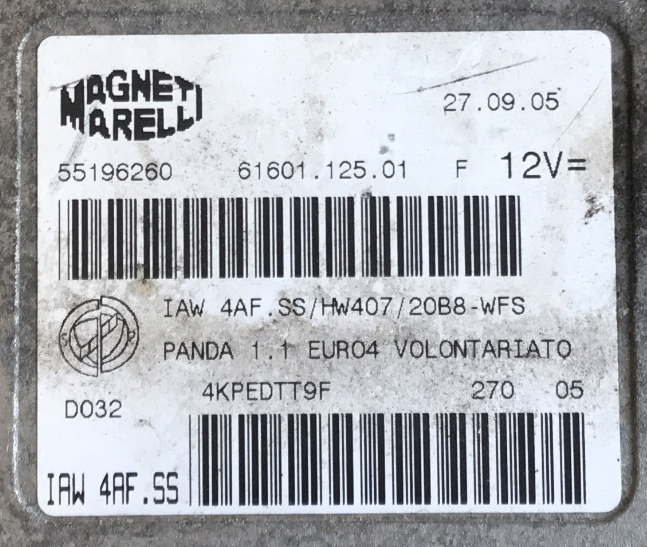 MAGNETI MARELLI
27.09.05
55196260 61601.125.01 F 12V=
IAW 4AF.SS/HW407/20B8-WFS
PANDA 1.1 EURO4 VOLONTARIATO
4KPEDTT9F 270 05
D032
IAW 4AF.SS